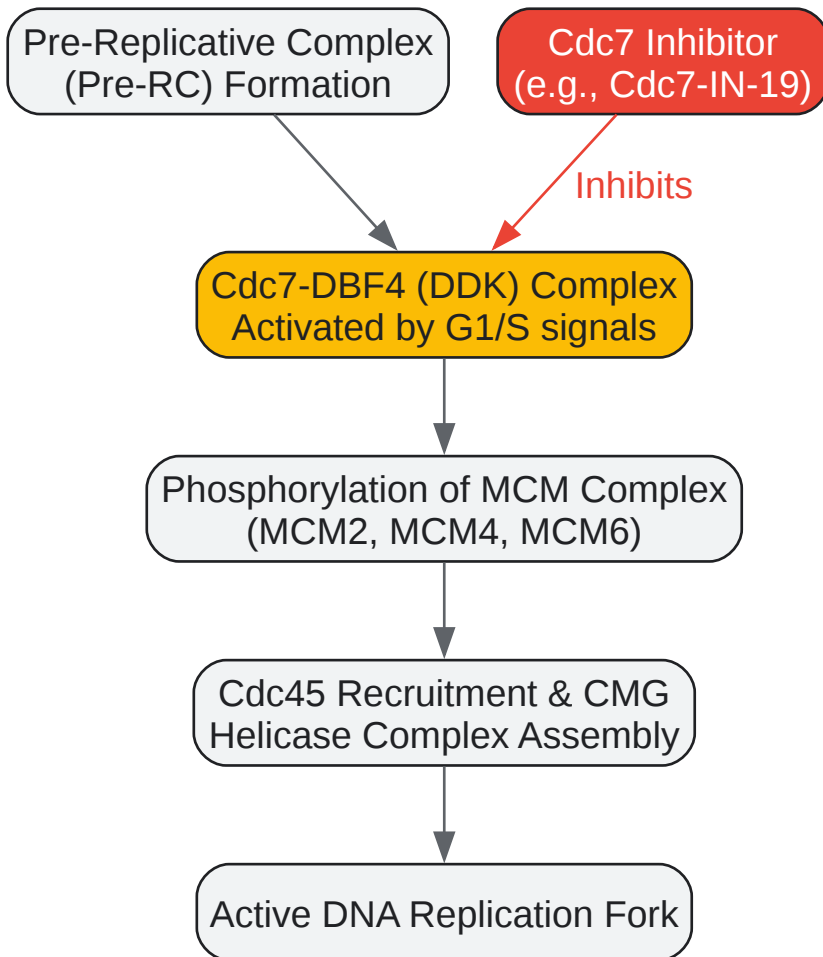 Pre-Replicative Complex
(Pre-RC) Formation
Cdc7 Inhibitor
(e.g., Cdc7-IN-19)
Inhibits
Cdc7-DBF4 (DDK) Complex
Activated by G1/S signals
Phosphorylation of MCM Complex
(MCM2, MCM4, MCM6)
Cdc45 Recruitment & CMG
Helicase Complex Assembly
Active DNA Replication Fork